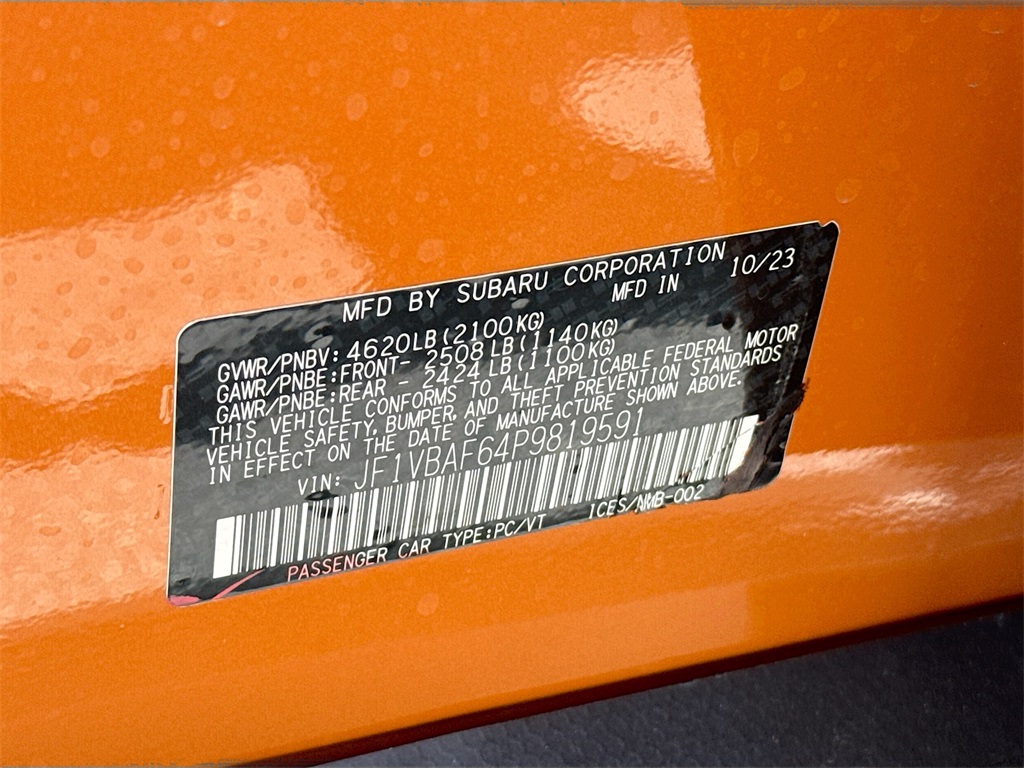 MFD BY SUBARU CORPORATION
MFD IN 10/23
GVWR/PNBV: 4620LB(2100KG)
GAWR/PNBE:FRONT- 2508LB(1140KG)
GAWR/PNBE:REAR - 2424LB(1100KG)
THIS VEHICLE CONFORMS TO ALL APPLICABLE FEDERAL MOTOR
VEHICLE SAFETY, BUMPER, AND THEFT PREVENTION STANDARDS
IN EFFECT ON THE DATE OF MANUFACTURE SHOWN ABOVE.
VIN: JF1VBAF64P9819591
PASSENGER CAR TYPE:PC/VT ICES/NMB-002